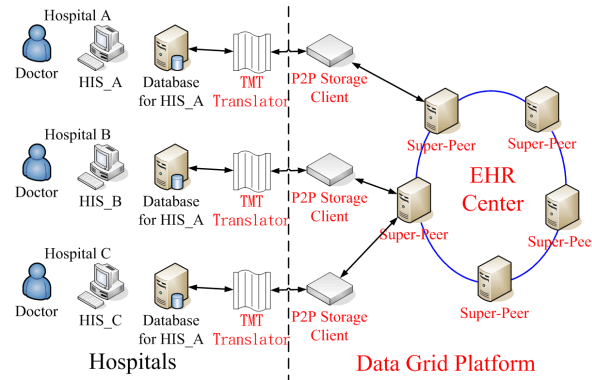 Hospital A
Doctor
HIS_A
Database
for HIS_A
TMT
Translator
P2P Storage
Client
Super-Peer
Super-Peer
Hospital B
Doctor
HIS_B
Database
for HIS_A
TMT
Translator
P2P Storage
Client
Super-Peer
EHR
Center
Super-Pee
Hospital C
Doctor
HIS_C
Database
for HIS_A
TMT
Translator
P2P Storage
Client
Super-Peer
Hospitals
Data Grid Platform